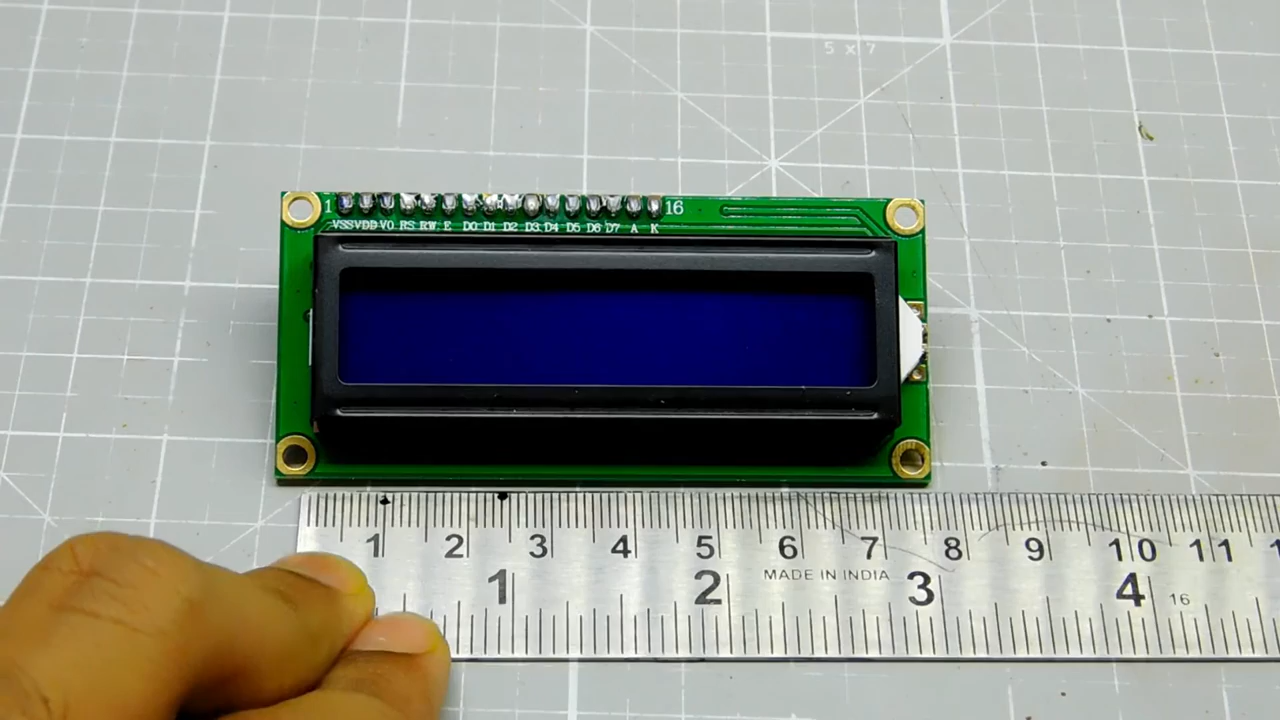 5 x 7
1 16
VSS VDD VO RS RW E D0 D1 D2 D3 D4 D5 D6 D7 A K
1 2 3 4 5 6 7 8 9 10 11
MADE IN INDIA
1 2 3 4 16